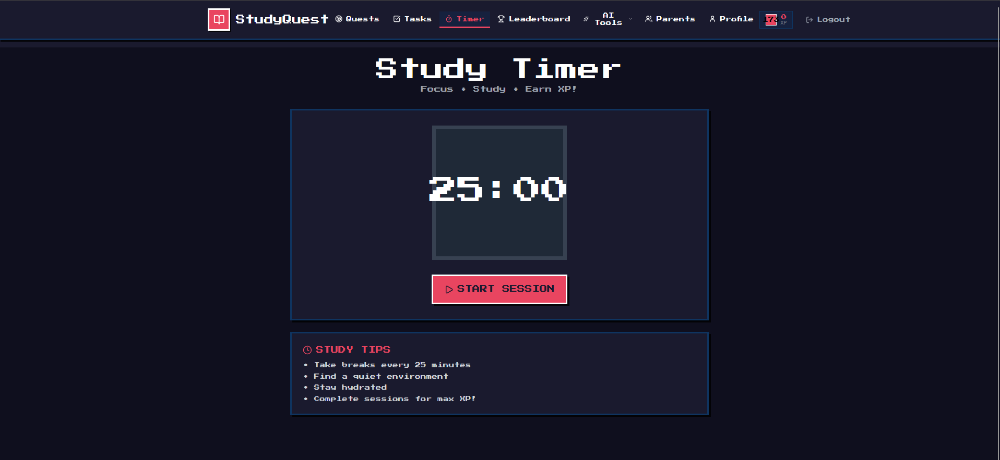 StudyQuest Quests Tasks Timer Leaderboard AI Tools Parents Profile 173 0 XP Logout
Study Timer
Focus • Study • Earn XP!
25:00
START SESSION
STUDY TIPS
• Take breaks every 25 minutes
• Find a quiet environment
• Stay hydrated
• Complete sessions for max XP!